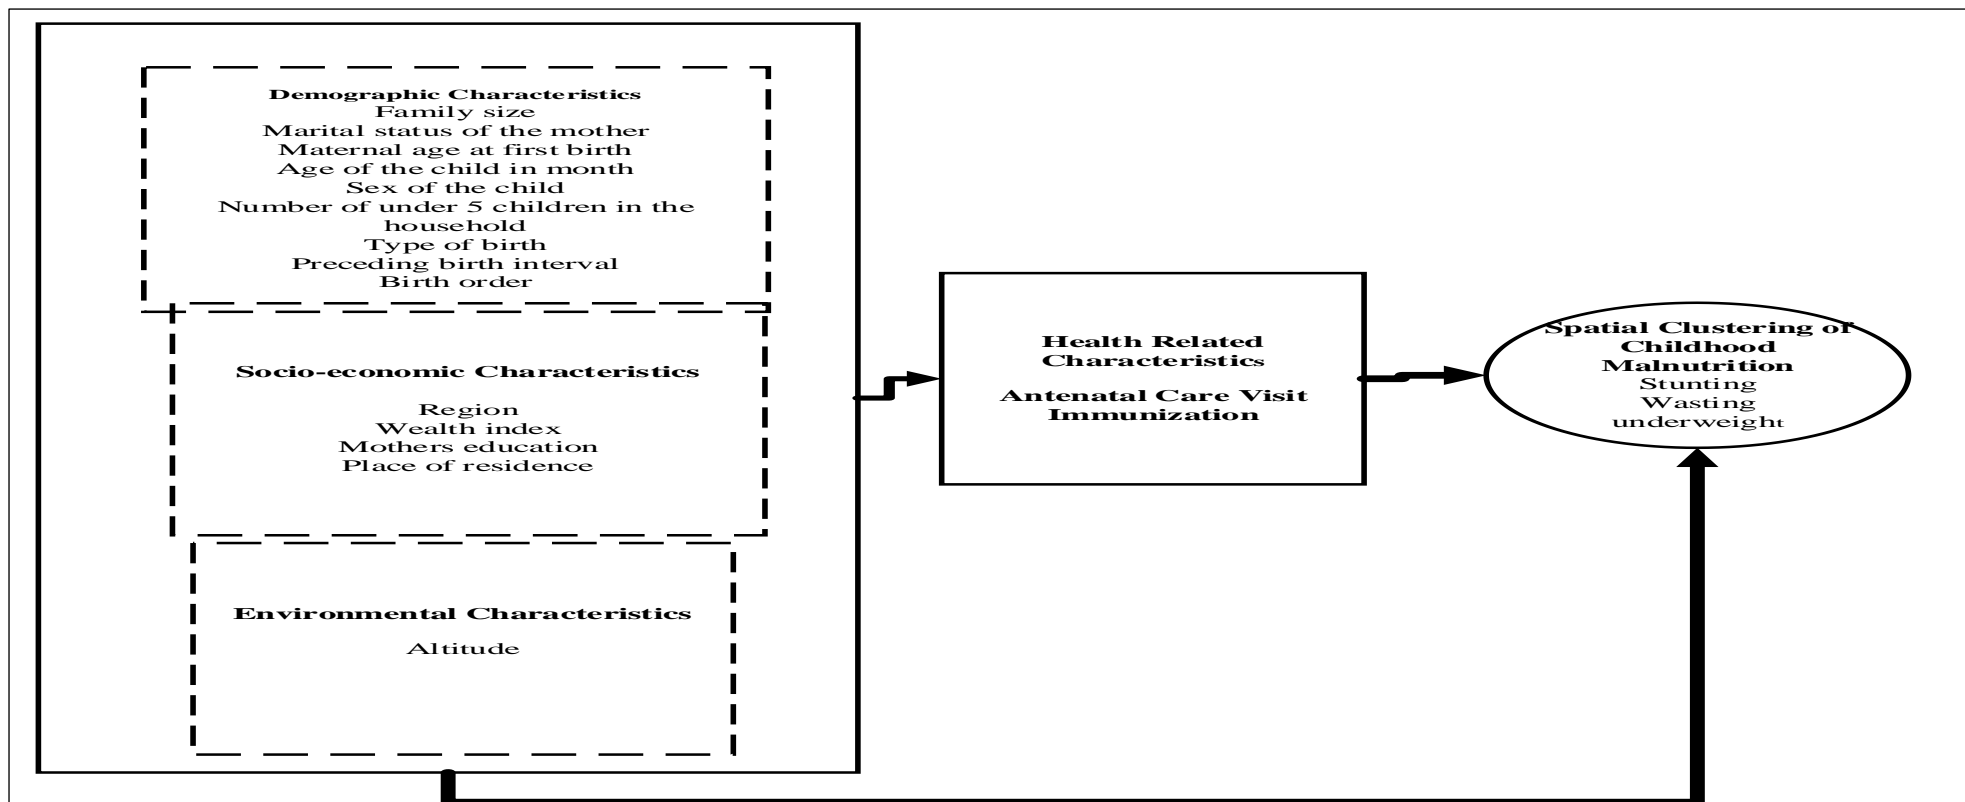 Demographic Characteristics
Family size
Marital status of the mother
Maternal age at first birth
Age of the child in month
Sex of the child
Number of under 5 children in the
household
Type of birth
Preceding birth interval
Birth order
Socio-economic Characteristics
Region
Wealth index
Mothers education
Place of residence
Environmental Characteristics
Altitude
Health Related
Characteristics
Antenatal Care Visit
Immunization
Spatial Clustering of
Childhood
Malnutrition
Stunting
Wasting
underweight